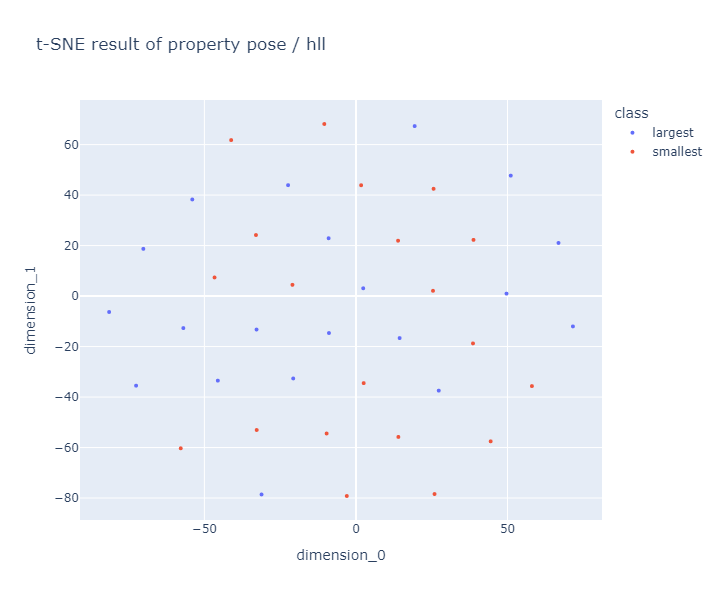 t-SNE result of property pose / hll
class
largest
smallest
60
40
20
0
−20
−40
−60
−80
−50
0
50
dimension_1
dimension_0